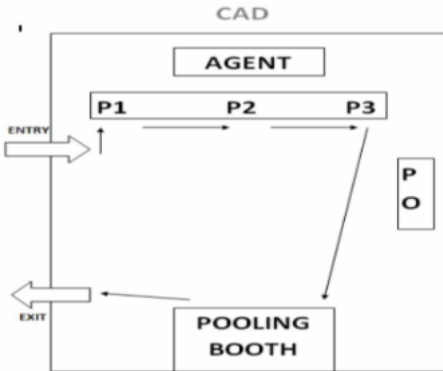 CAD
AGENT
P1 P2 P3
ENTRY
P
O
EXIT
POOLING
BOOTH